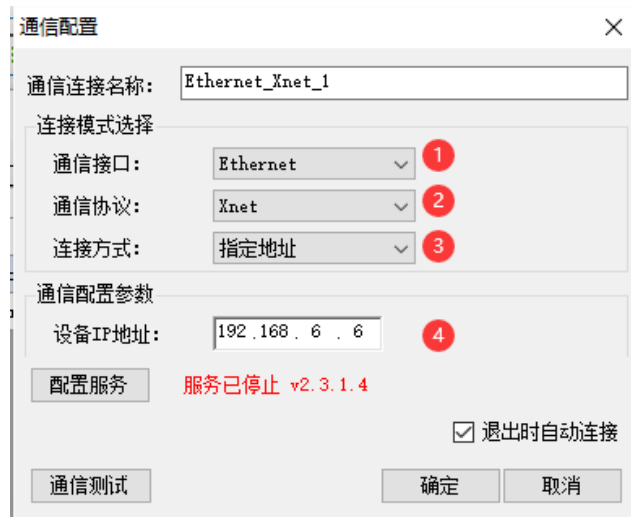 通信配置
通信连接名称: Ethernet_Xnet_1
连接模式选择
通信接口: Ethernet 1
通信协议: Xnet 2
连接方式: 指定地址 3
通信配置参数
设备IP地址: 192.168. 6 . 6 4
配置服务 服务已停止 v2.3.1.4
退出时自动连接
通信测试 确定 取消